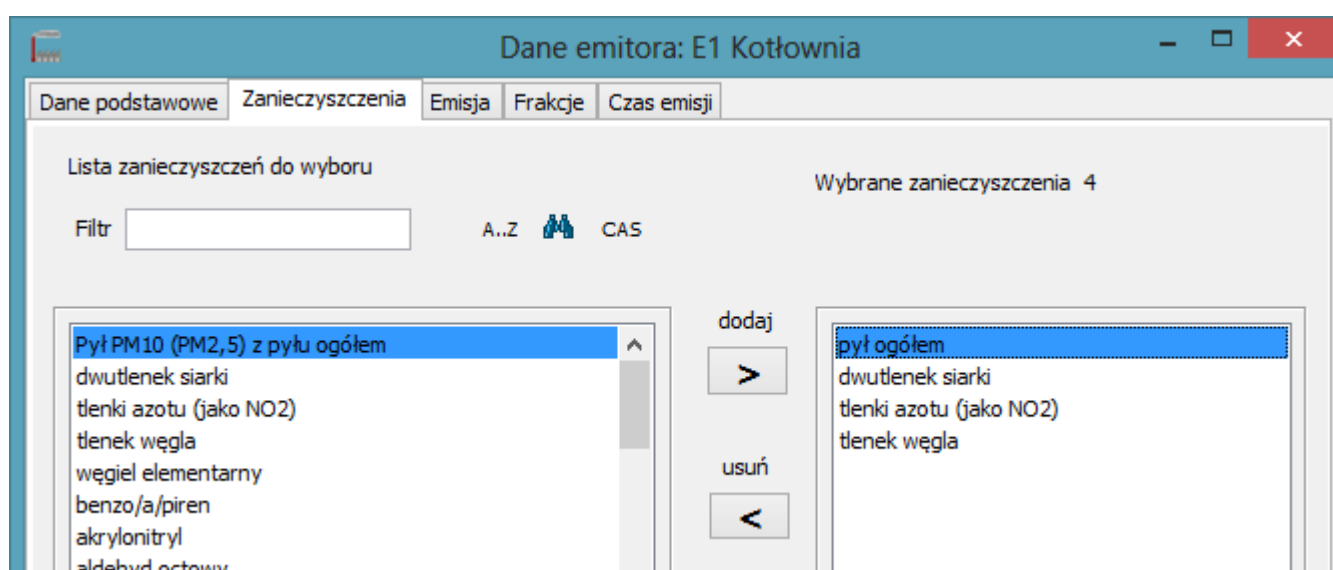 Dane emitora: E1 Kotłownia
Dane podstawowe Zanieczyszczenia Emisja Frakcje Czas emisji
Lista zanieczyszczeń do wyboru
Wybrane zanieczyszczenia 4
Filtr A..Z CAS
dodaj
>
usuń
<
Pył PM10 (PM2,5) z pyłu ogółem
dwutlenek siarki
tlenki azotu (jako NO2)
tlenek węgla
węgiel elementarny
benzo/a/piren
akrylonitryl
aldehyd octowy
pył ogółem
dwutlenek siarki
tlenki azotu (jako NO2)
tlenek węgla